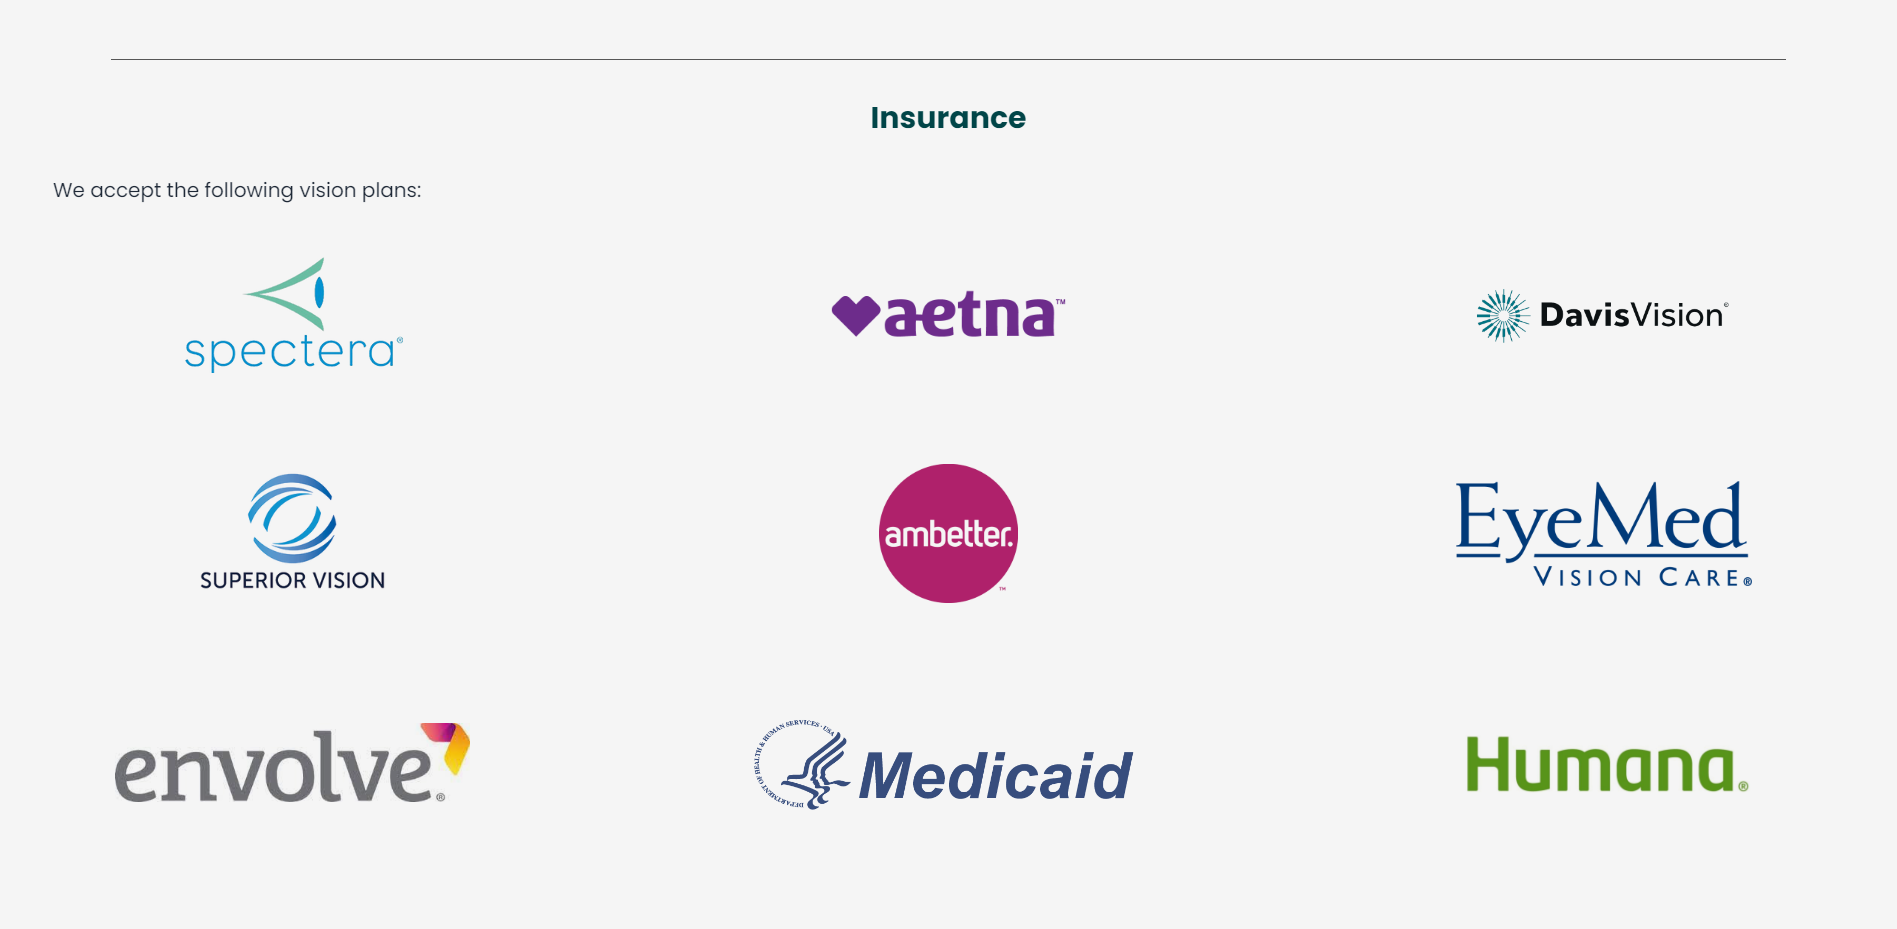 Insurance
We accept the following vision plans:
spectera®
aetna™
DavisVision®
SUPERIOR VISION
ambetter.™
EyeMed
VISION CARE®
envolve®
DEPARTMENT OF HEALTH & HUMAN SERVICES · USA
Medicaid
Humana®